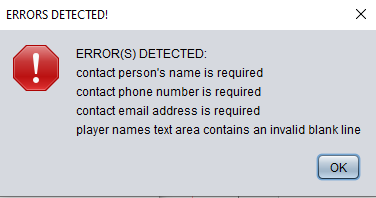 ERRORS DETECTED!
ERROR(S) DETECTED:
contact person's name is required
contact phone number is required
contact email address is required
player names text area contains an invalid blank line
OK